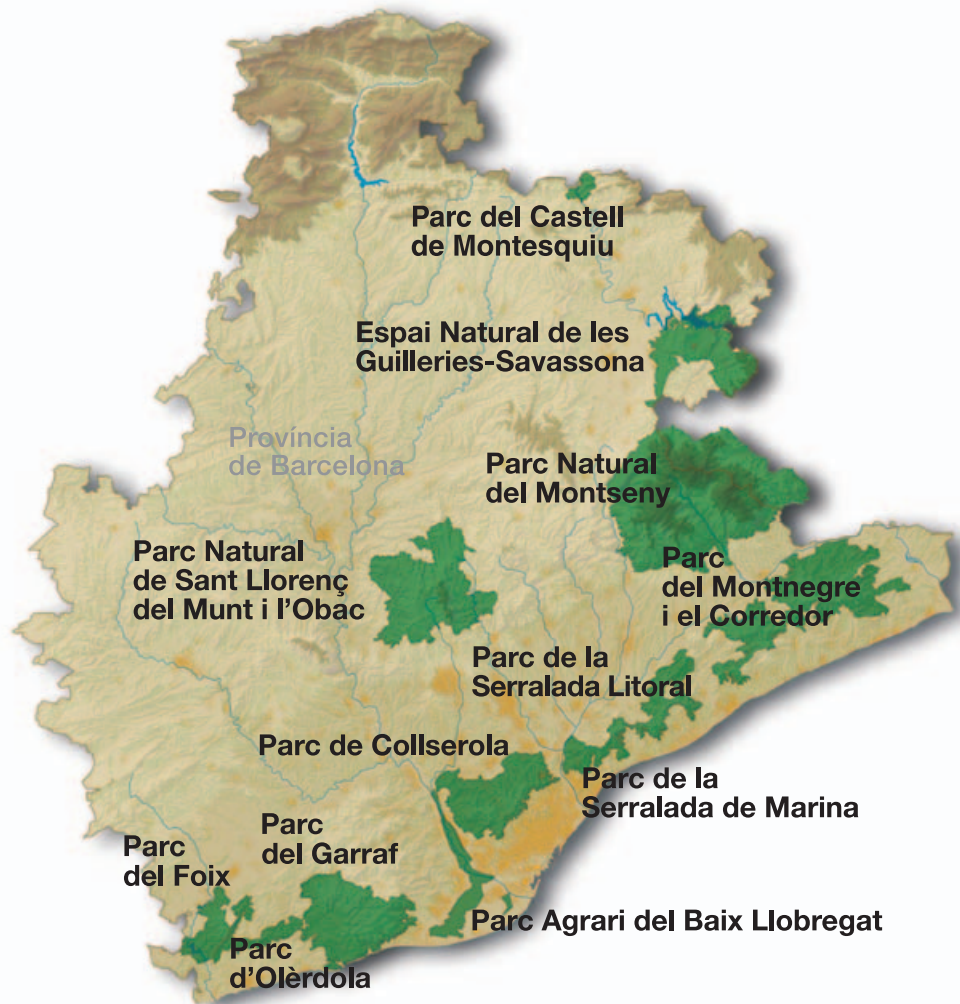 Parc del Castell
de Montesquiu
Espai Natural de les
Guilleries-Savassona
Província
de Barcelona
Parc Natural
del Montseny
Parc Natural
de Sant Llorenç
del Munt i l'Obac
Parc
del Montnegre
i el Corredor
Parc de la
Serralada Litoral
Parc de Collserola
Parc de la
Serralada de Marina
Parc
del Garraf
Parc
del Foix
Parc Agrari del Baix Llobregat
Parc
d'Olèrdola